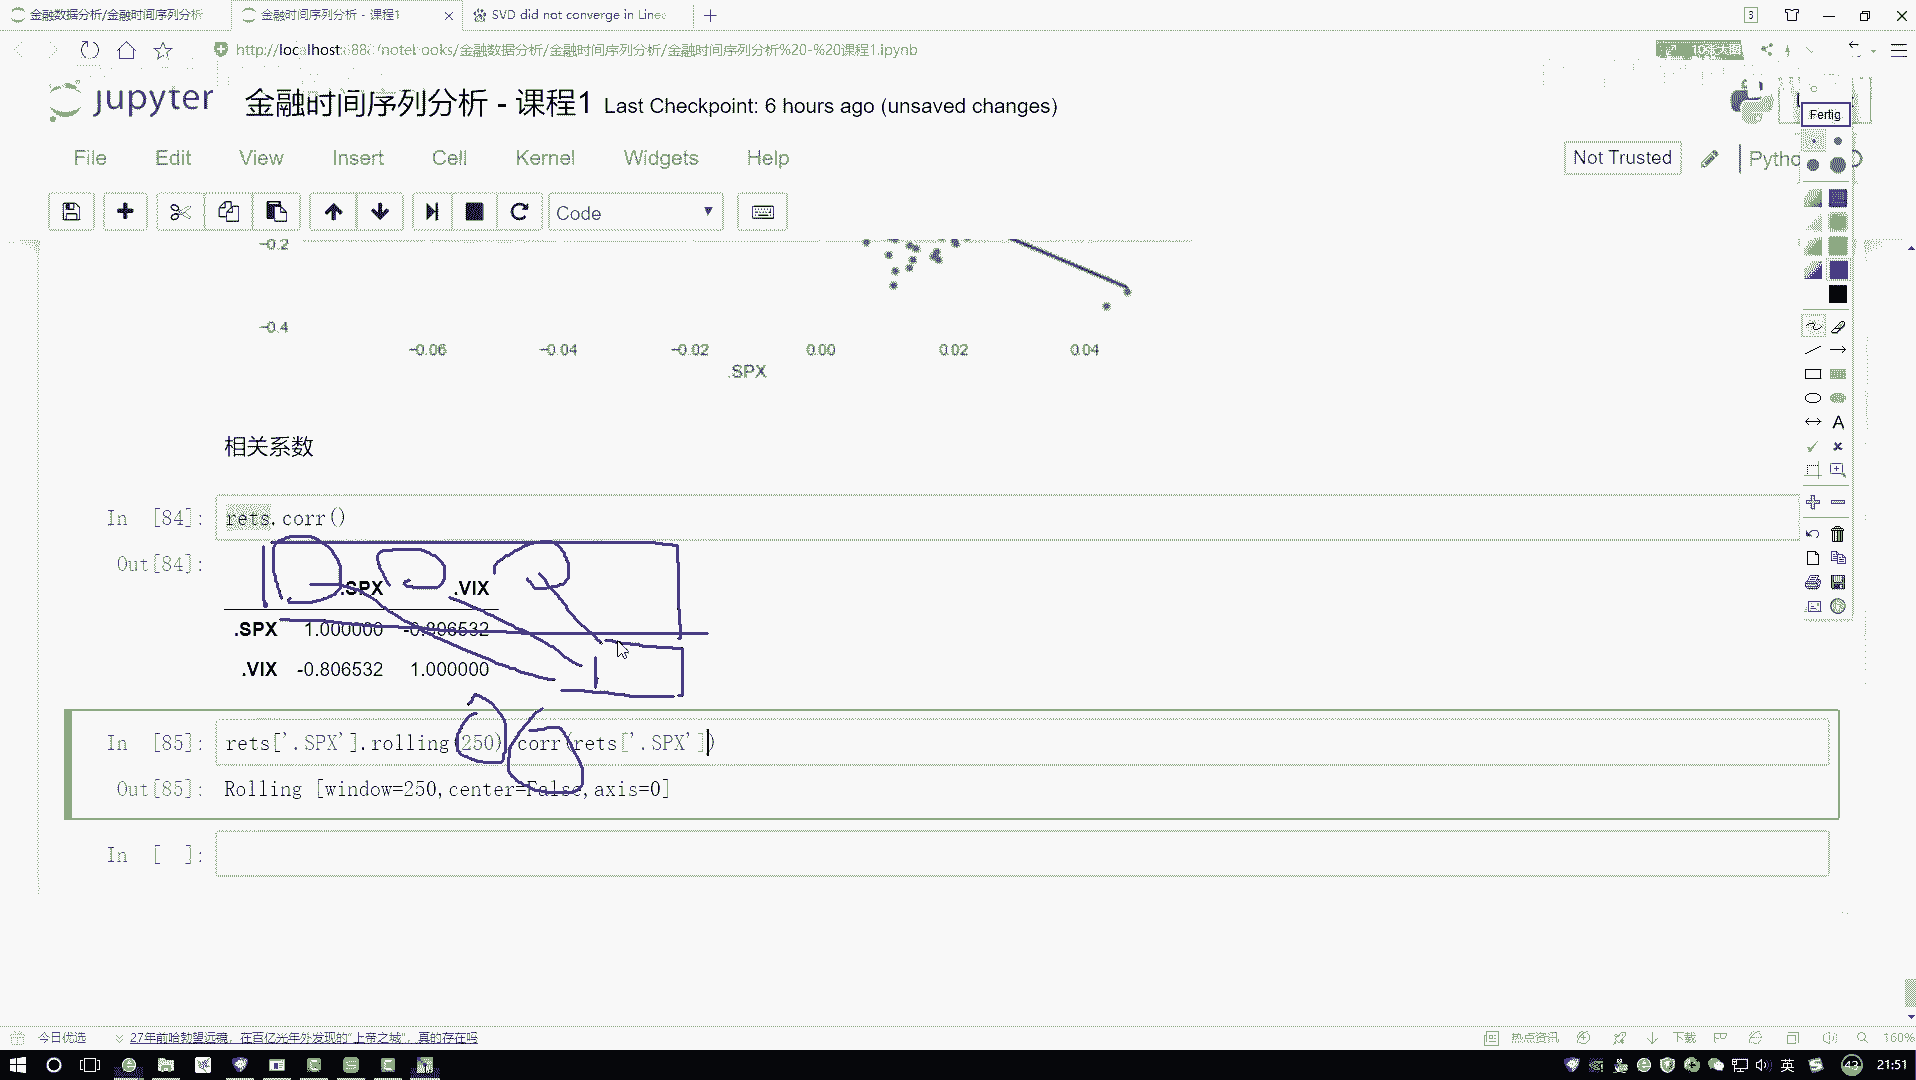 金融数据分析/金融时间序列分析
金融时间序列分析 - 课程1
SVD did not converge in Line
3
http://localhost:888 /notebooks/金融数据分析/金融时间序列分析/金融时间序列分析%20-%20课程1.ipynb
10张大图
jupyter
金融时间序列分析 - 课程1 Last Checkpoint: 6 hours ago (unsaved changes)
Fertig
File Edit View Insert Cell Kernel Widgets Help
Not Trusted
Pytho
Code
A
-0.2
-0.4
-0.06 -0.04 -0.02 0.00 0.02 0.04
.SPX
相关系数
In [84]: rets.corr()
Out[84]:
.SPX .VIX
.SPX 1.000000 -0.806532
.VIX -0.806532 1.000000
In [85]: rets['.SPX'].rolling(250).corr(rets['.SPX'])
Out[85]: Rolling [window=250,center=False,axis=0]
In [ ]:
今日优选
27年前哈勃望远镜，在百亿光年外发现的"上帝之城"，真的存在吗
热点资讯
下载
160%
英
43
21:51